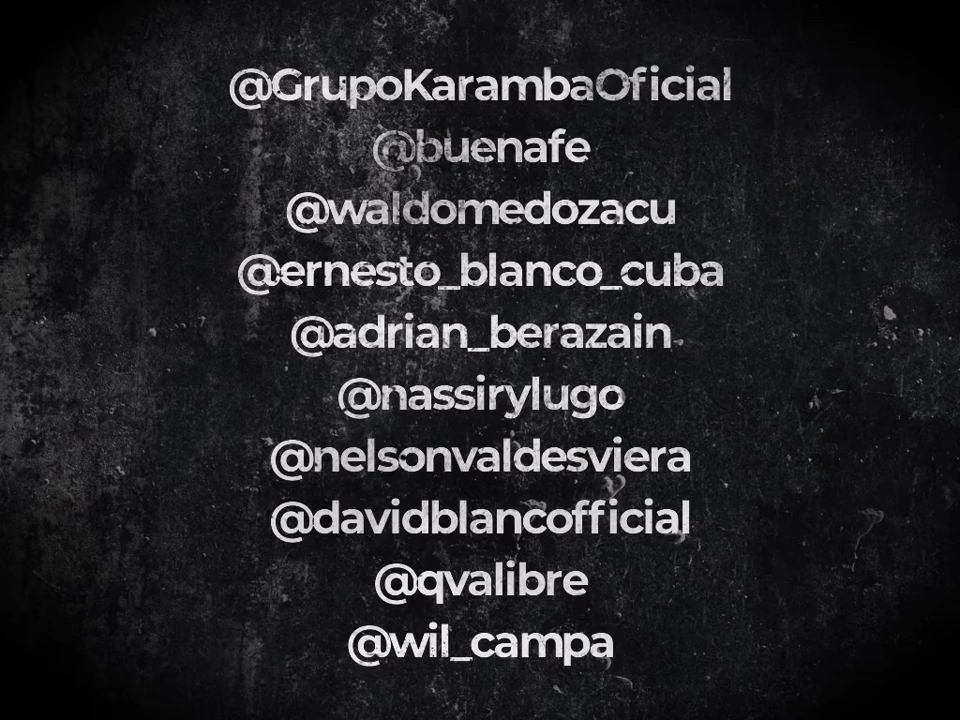 @GrupoKarambaOficial
@buenafe
@waldomedozacu
@ernesto_blanco_cuba
@adrian_berazain
@nassirylugo
@nelsonvaldesviera
@davidblancofficial
@qvalibre
@wil_campa